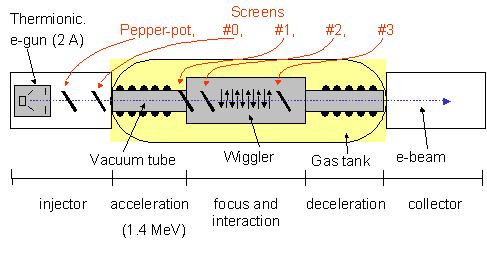 Thermionic.
e-gun (2 A)
Screens
Pepper-pot, #0, #1, #2, #3
Vacuum tube
Wiggler
Gas tank
e-beam
injector
acceleration
(1.4 MeV)
focus and
interaction
deceleration
collector